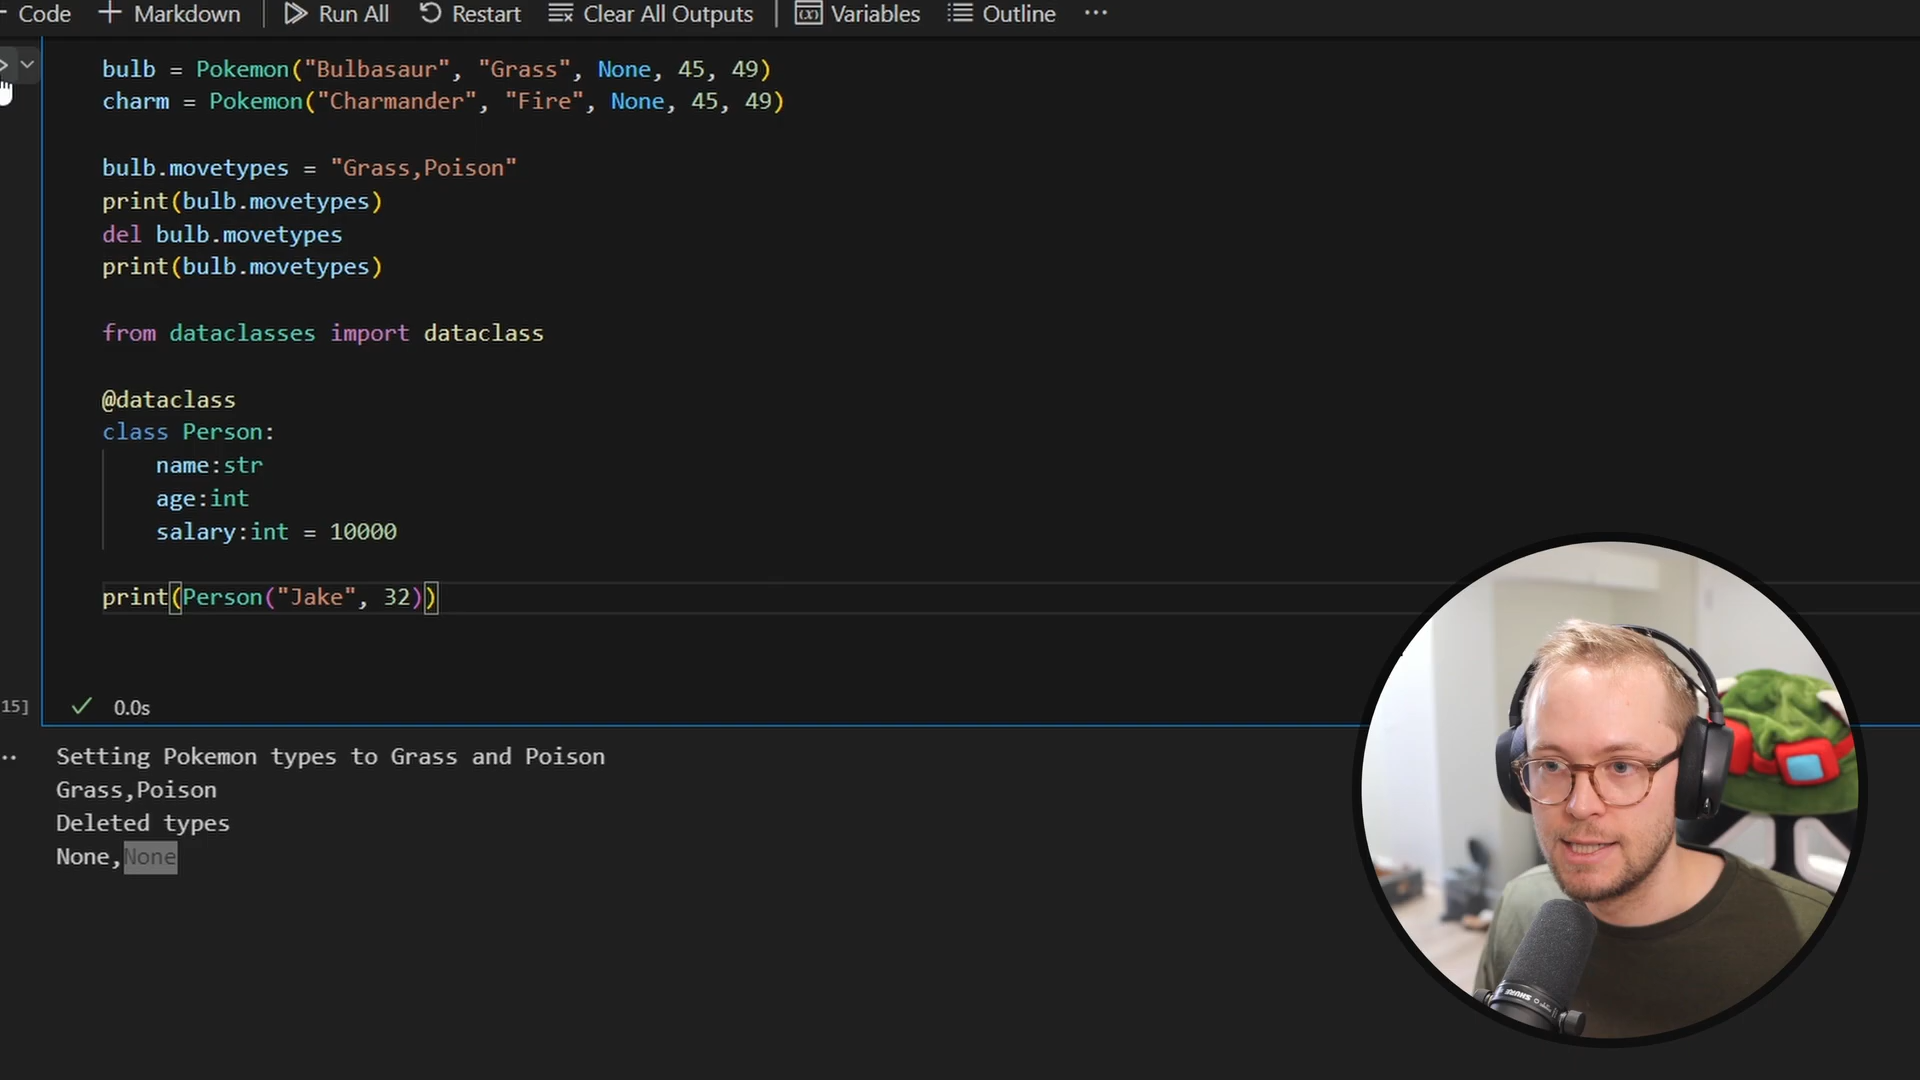 Code Markdown Run All Restart Clear All Outputs Variables Outline ...
bulb = Pokemon("Bulbasaur", "Grass", None, 45, 49)
charm = Pokemon("Charmander", "Fire", None, 45, 49)
bulb.movetypes = "Grass,Poison"
print(bulb.movetypes)
del bulb.movetypes
print(bulb.movetypes)
from dataclasses import dataclass
@dataclass
class Person:
name:str
age:int
salary:int = 10000
print(Person("Jake", 32))
15] 0.0s
Setting Pokemon types to Grass and Poison
Grass,Poison
Deleted types
None,None
SHURE